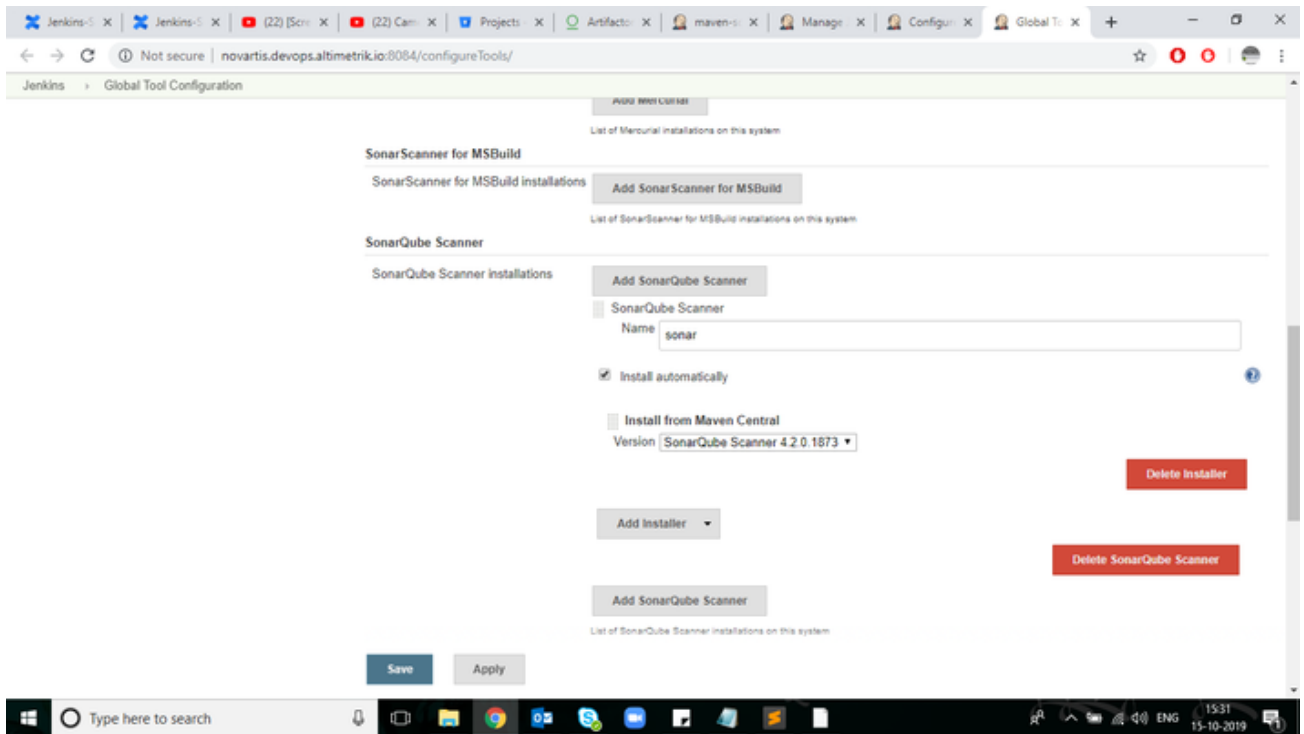 Jenkins-S
Jenkins-S
(22) [Scre
(22) Cam
Projects -
Artifacto
maven-s
Manage
Configur
Global To
Not secure | novartis.devops.altimetrik.io:8084/configureTools/
Jenkins › Global Tool Configuration
Add Mercurial
List of Mercurial installations on this system
SonarScanner for MSBuild
SonarScanner for MSBuild installations
Add SonarScanner for MSBuild
List of SonarScanner for MSBuild installations on this system
SonarQube Scanner
SonarQube Scanner installations
Add SonarQube Scanner
SonarQube Scanner
Name
sonar
Install automatically
Install from Maven Central
Version
SonarQube Scanner 4.2.0.1873
Delete Installer
Add Installer
Delete SonarQube Scanner
Add SonarQube Scanner
List of SonarQube Scanner installations on this system
Save
Apply
Type here to search
ENG
15:31
15-10-2019